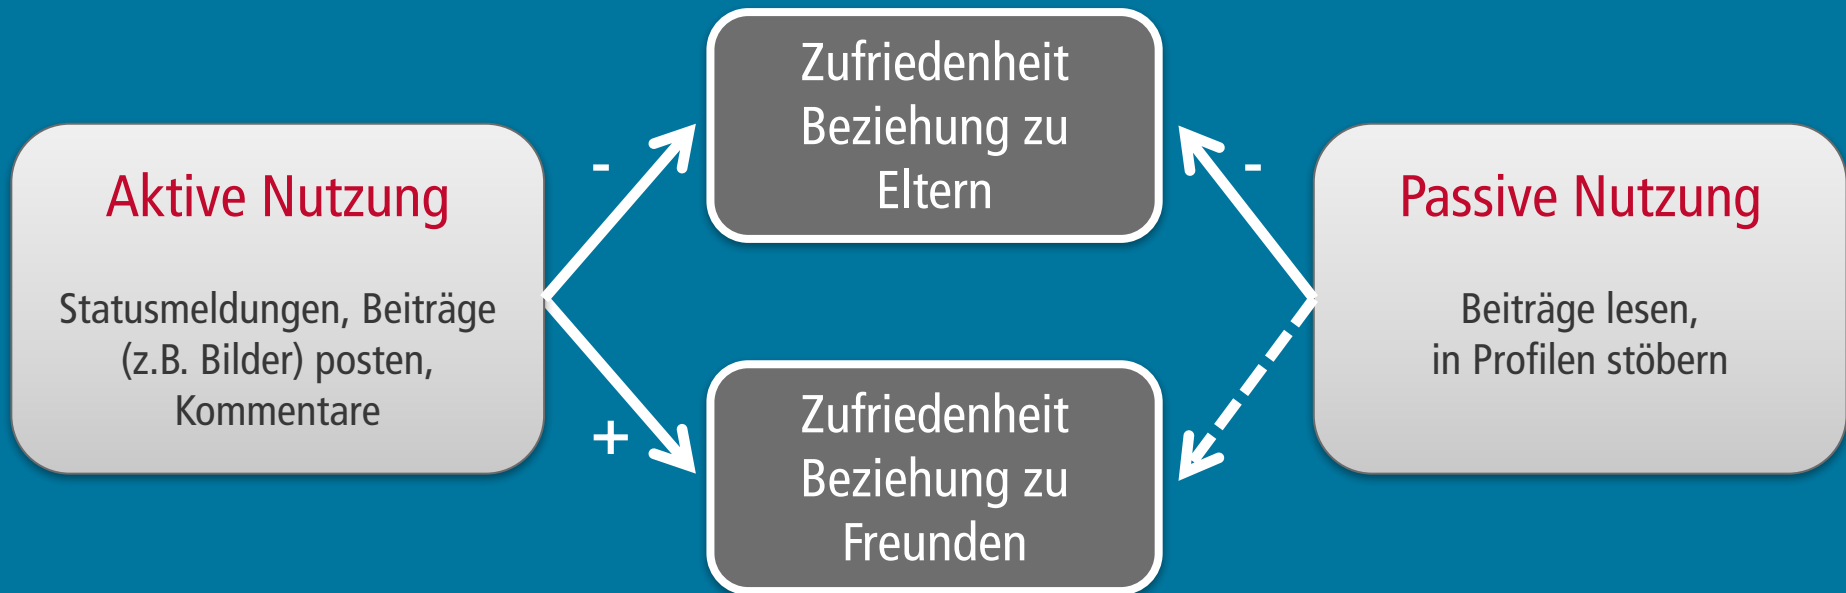 Zufriedenheit
Beziehung zu
Eltern
Aktive Nutzung
Statusmeldungen, Beiträge
(z.B. Bilder) posten,
Kommentare
-
+
-
Passive Nutzung
Beiträge lesen,
in Profilen stöbern
Zufriedenheit
Beziehung zu
Freunden